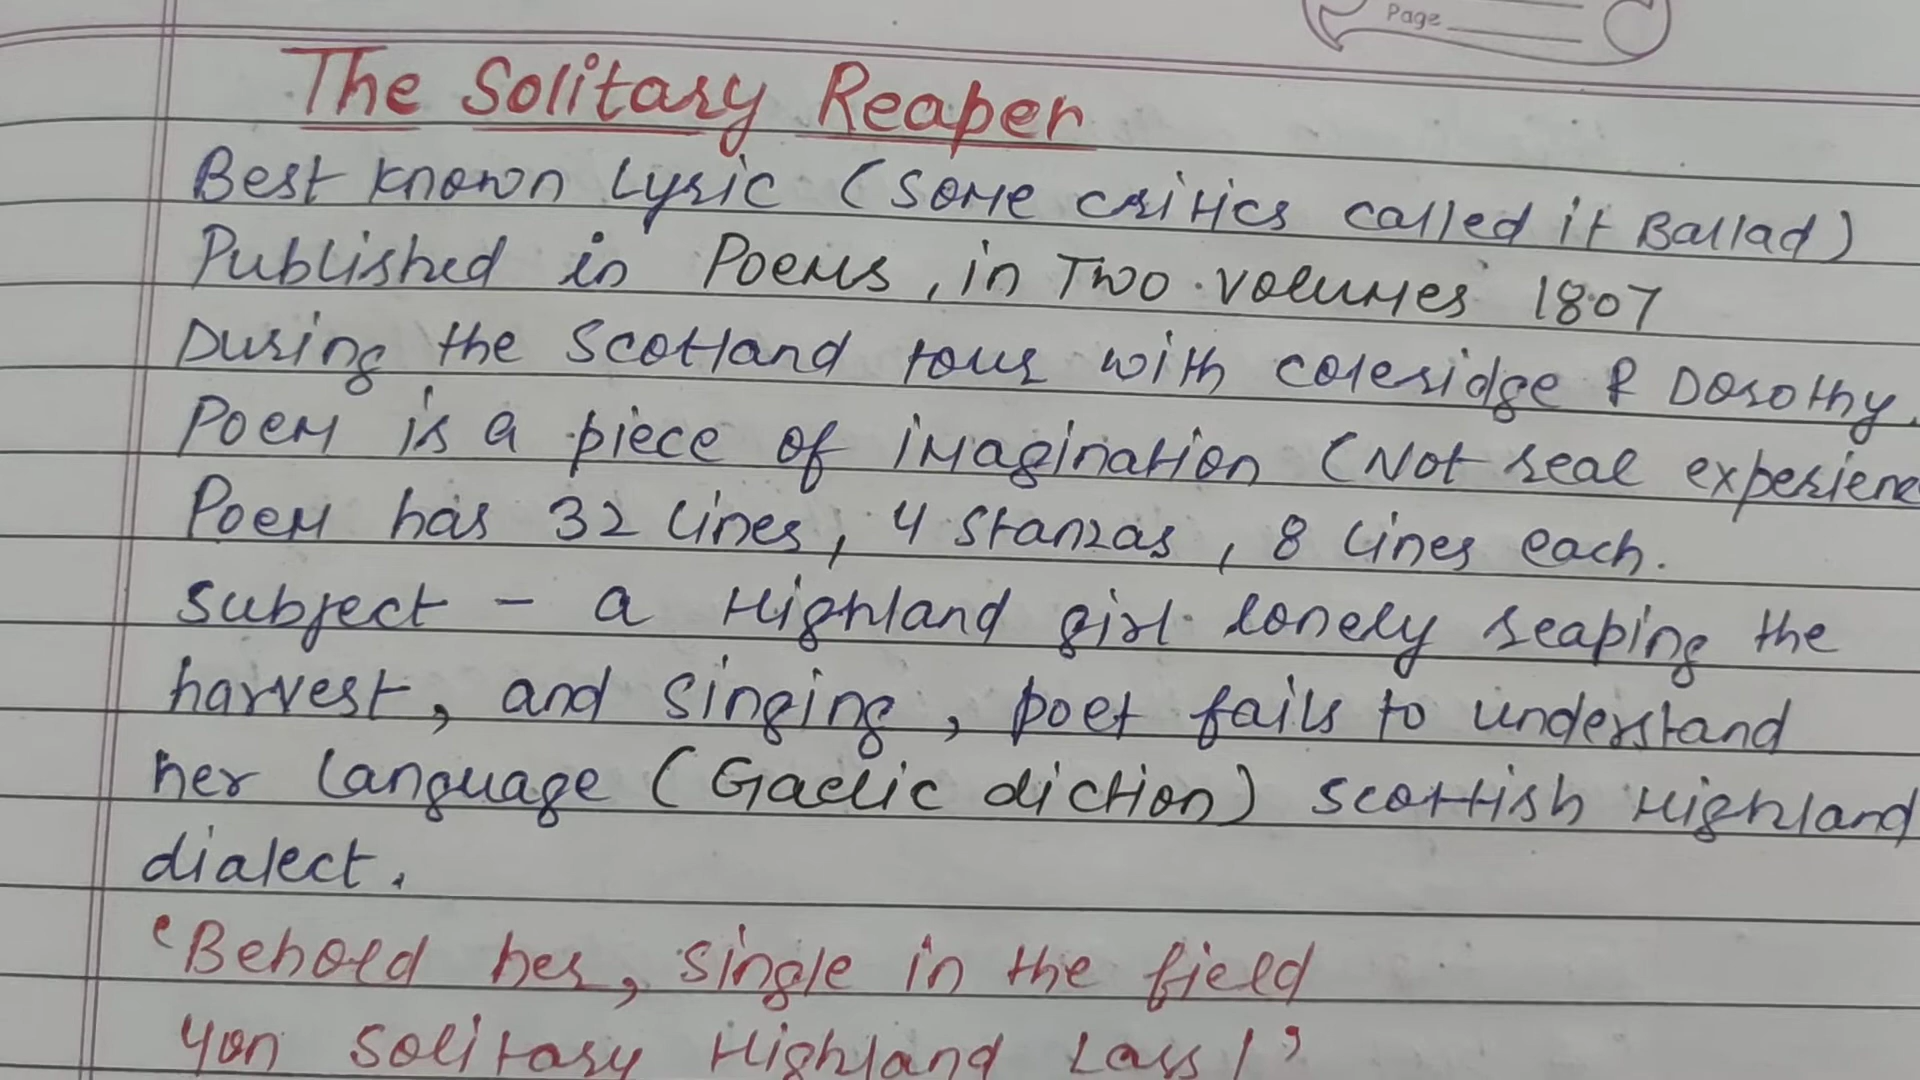 Page
The Solitary Reaper
Best known Lyric (some critics called it Ballad)
Published in Poems, in Two Volumes 1807
During the Scotland tour with coleridge & Dorothy.
Poem is a piece of imagination (Not real experienc
Poem has 32 lines, 4 stanzas, 8 lines each.
Subject - a Highland girl lonely reaping the
harvest, and singing, poet fails to understand
her language (Gaelic diction) scottish Highland
dialect.
'Behold her, single in the field
Yon solitary Highland Lass!'